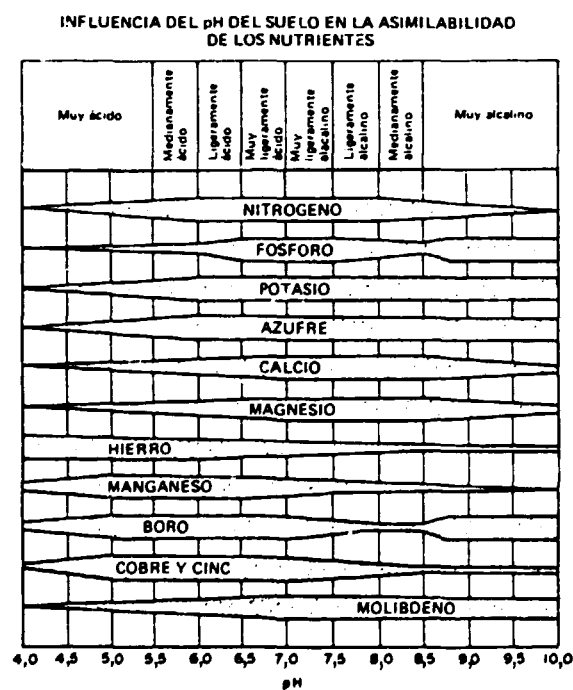 INFLUENCIA DEL pH DEL SUELO EN LA ASIMILABILIDAD
DE LOS NUTRIENTES
Muy ácido
Medianamente
ácido
Ligeramente
ácido
Muy
ligeramente
ácido
Muy
ligeramente
alacalino
Ligeramente
alcalino
Medianamente
alcalino
Muy alcalino
NITROGENO
FOSFORO
POTASIO
AZUFRE
CALCIO
MAGNESIO
HIERRO
MANGANESO
BORO
COBRE Y CINC
MOLIBDENO
4,0 4,5 5,0 5,5 6,0 6,5 7,0 7,5 8,0 8,5 9,0 9,5 10,0
pH